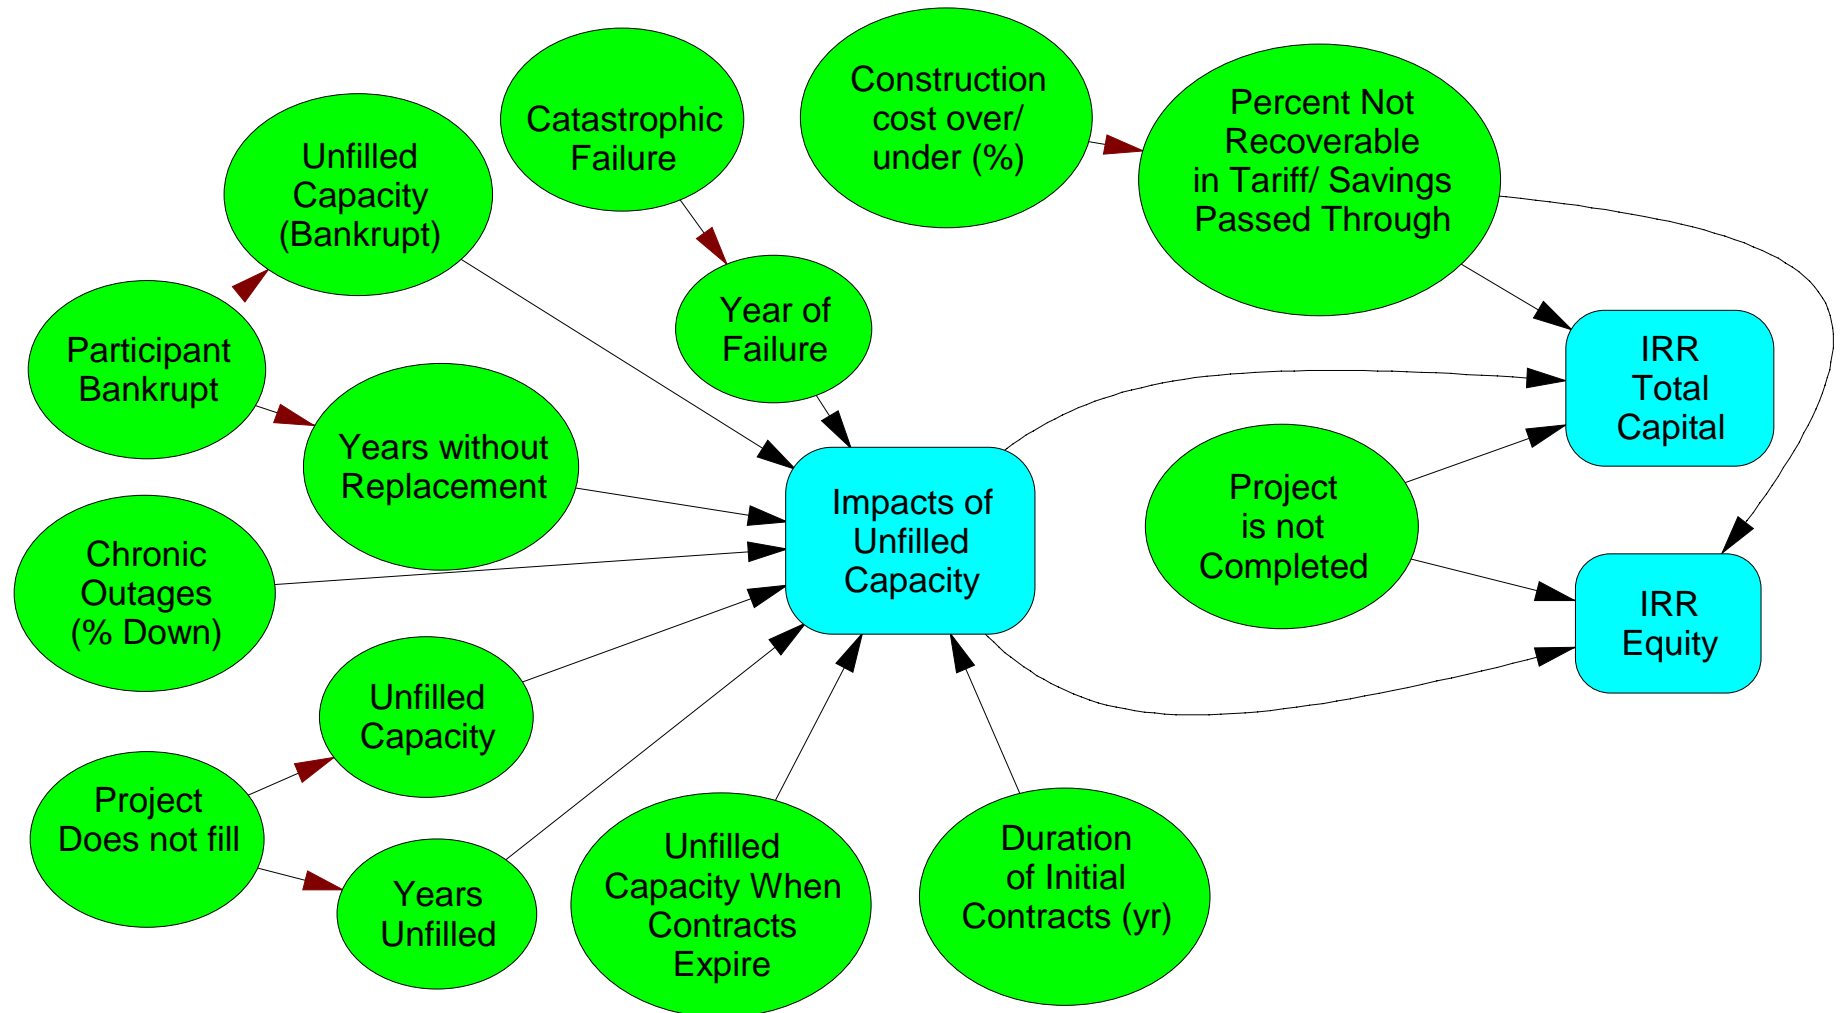 Unfilled
Capacity
(Bankrupt)
Catastrophic
Failure
Construction
cost over/
under (%)
Percent Not
Recoverable
in Tariff/ Savings
Passed Through
Year of
Failure
Participant
Bankrupt
Years without
Replacement
IRR
Total
Capital
Chronic
Outages
(% Down)
Impacts of
Unfilled
Capacity
Project
is not
Completed
IRR
Equity
Unfilled
Capacity
Project
Does not fill
Years
Unfilled
Unfilled
Capacity When
Contracts
Expire
Duration
of Initial
Contracts (yr)